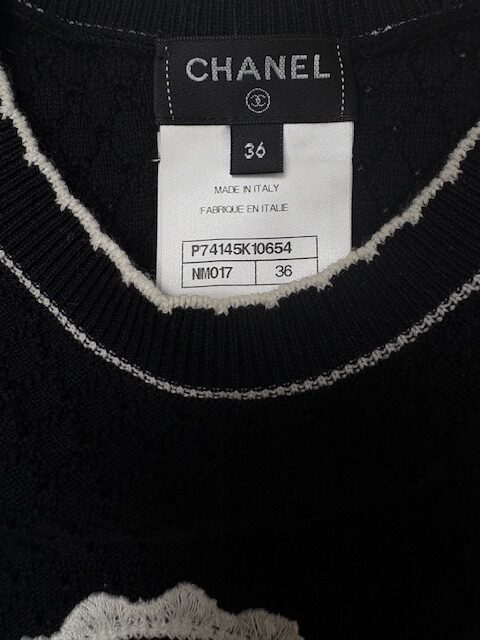 CHANEL
36
MADE IN ITALY
FABRIQUE EN ITALIE
P74145K10654
NM017 36